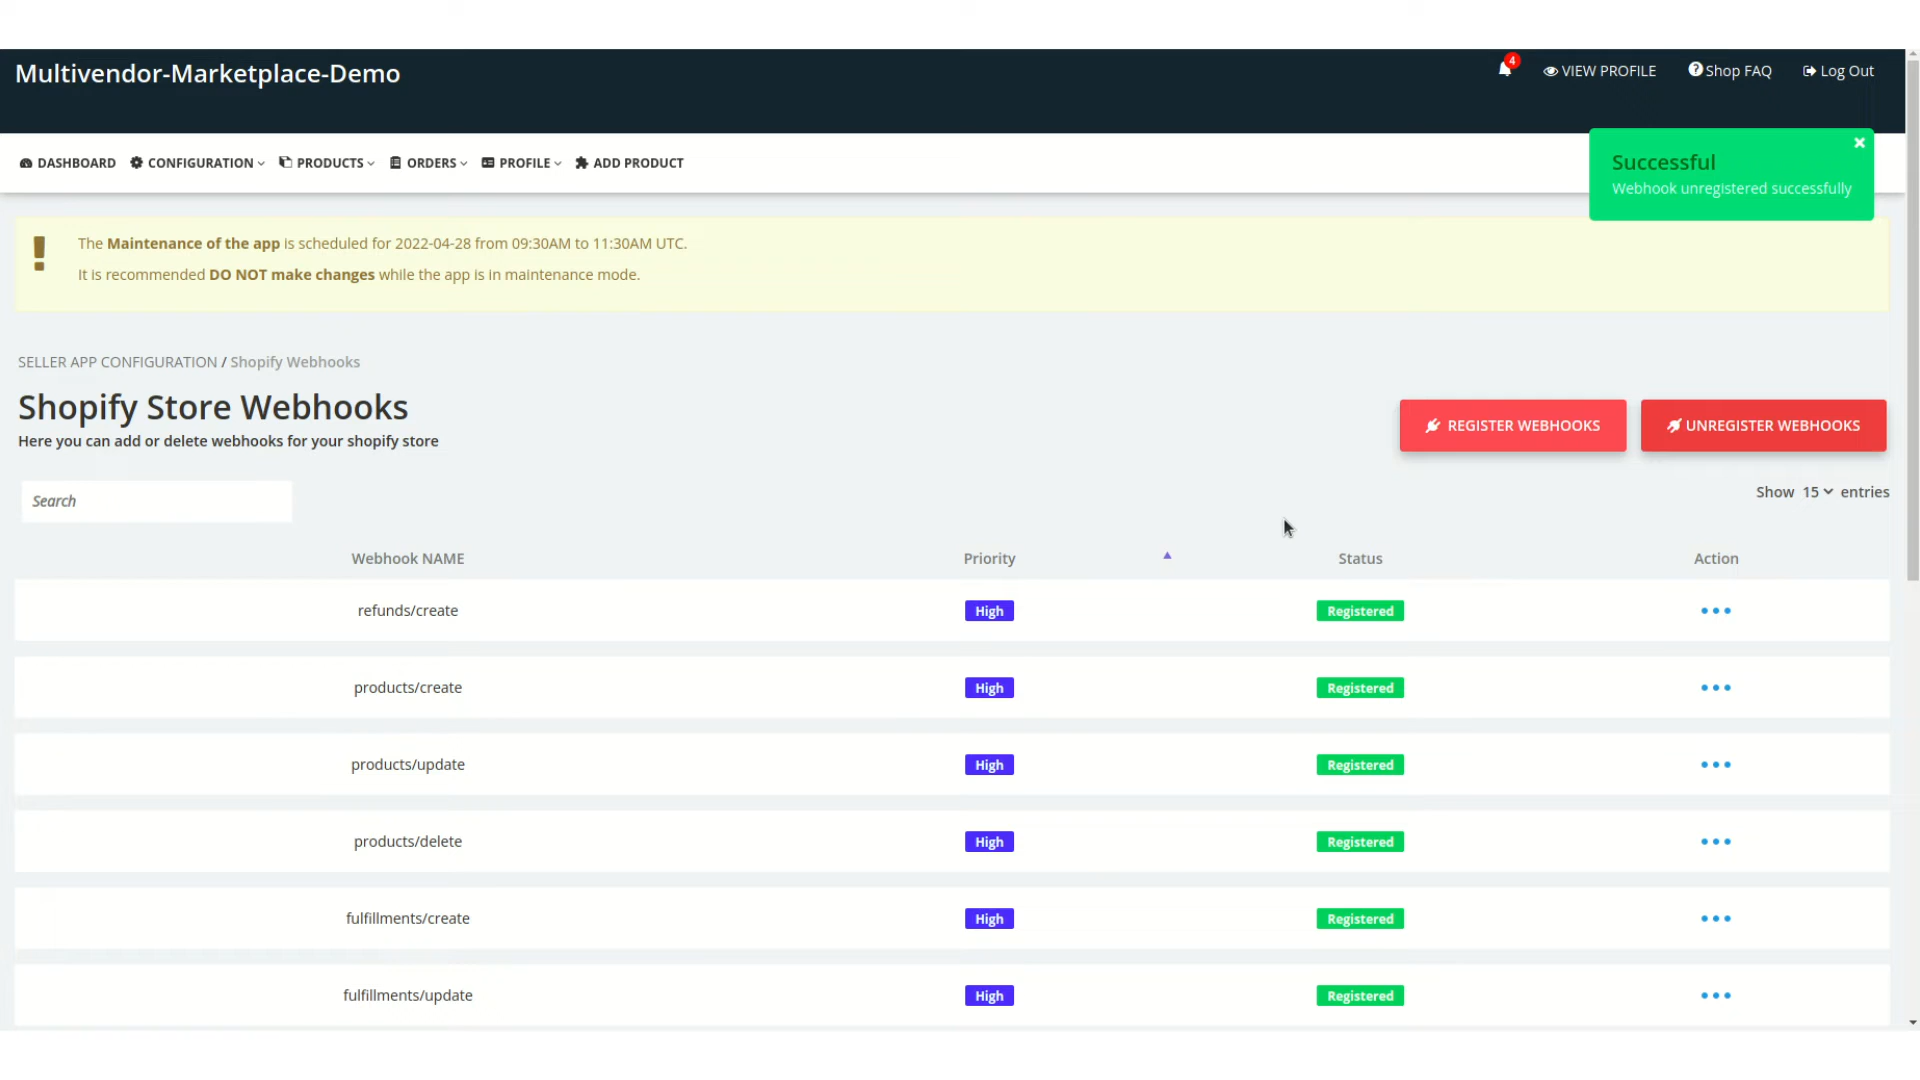 Multivendor-Marketplace-Demo
4
VIEW PROFILE
Shop FAQ
Log Out
DASHBOARD
CONFIGURATION
PRODUCTS
ORDERS
PROFILE
ADD PRODUCT
Successful
Webhook unregistered successfully
The Maintenance of the app is scheduled for 2022-04-28 from 09:30AM to 11:30AM UTC.
It is recommended DO NOT make changes while the app is in maintenance mode.
SELLER APP CONFIGURATION / Shopify Webhooks
Shopify Store Webhooks
Here you can add or delete webhooks for your shopify store
REGISTER WEBHOOKS
UNREGISTER WEBHOOKS
Search
Show 15 entries
Webhook NAME Priority Status Action
refunds/create High Registered
products/create High Registered
products/update High Registered
products/delete High Registered
fulfillments/create High Registered
fulfillments/update High Registered